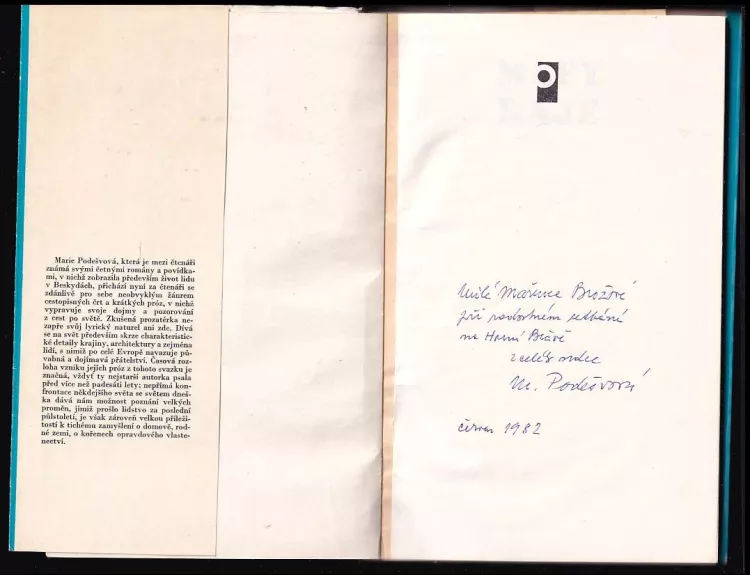 Marie Podešvová, která je mezi čtenáři
známá svými četnými romány a povídka-
mi, v nichž zobrazila především život lidu
v Beskydách, přichází nyní za čtenáři se
zdánlivě pro sebe neobvyklým žánrem
cestopisných črt a krátkých próz, v nichž
vypravuje svoje dojmy a pozorování
z cest po světě. Zkušená prozatérka ne-
zapře svůj lyrický naturel ani zde. Dívá
se na svět především skrze charakteristic-
ké detaily krajiny, architektury a zejména
lidí, s nimiž po celé Evropě navazuje pů-
vabná a dojímavá přátelství. Časová roz-
loha vzniku jejích próz z tohoto svazku je
značná, vždyť ty nejstarší autorka psala
před více než padesáti lety; nepřímá kon-
frontace někdejšího světa se světem dneš-
ka dává nám možnost poznání velkých
proměn, jimiž prošlo lidstvo za poslední
půlstoletí, je však zároveň velkou příleži-
tostí k tichému zamyšlení o domově, rod-
né zemi, o kořenech opravdového vlaste-
nectví.
Milé Mařence Brožové
při radostném setkání
na Horní Bečvě
z celého srdce
M. Podešvová
červen 1982